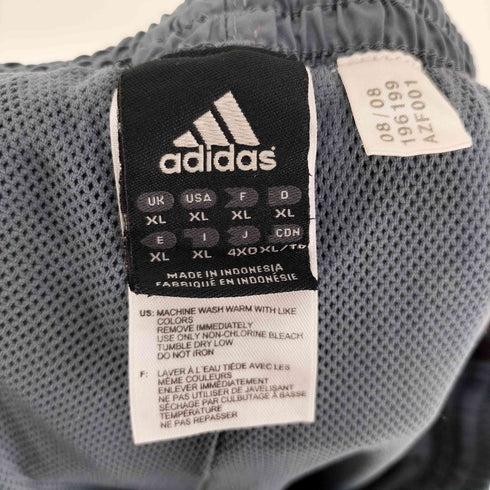 adidas
UK USA F D
XL XL XL XL
E I J CDN
XL XL 4XO XL/TG
MADE IN INDONESIA
FABRIQUÉ EN INDONÉSIE
US: MACHINE WASH WARM WITH LIKE
COLORS
REMOVE IMMEDIATELY
USE ONLY NON-CHLORINE BLEACH
TUMBLE DRY LOW
DO NOT IRON
F: LAVER À L'EAU TIÈDE AVEC LES
MÊME COULEURS
ENLEVER IMMÉDIATEMENT
NE PAS UTILISER DE JAVELISANT
SÉCHAGE PAR CULBUTAGE À BASSE
TEMPÉRATURE
NE PAS REPASSER
08/08
196199
AZF001